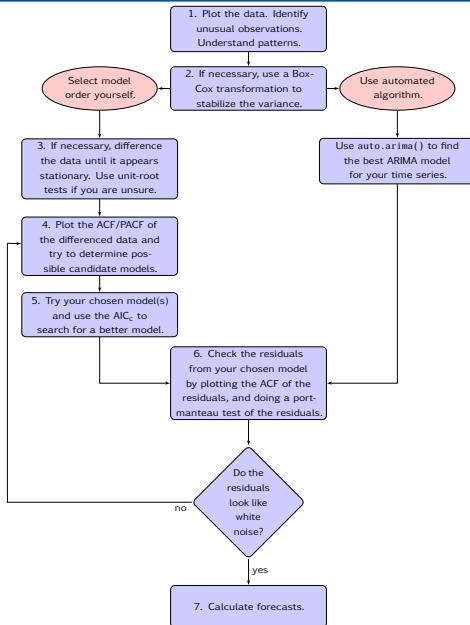 1. Plot the data. Identify
unusual observations.
Understand patterns.
Select model
order yourself.
2. If necessary, use a Box-
Cox transformation to
stabilize the variance.
Use automated
algorithm.
3. If necessary, difference
the data until it appears
stationary. Use unit-root
tests if you are unsure.
Use auto.arima() to find
the best ARIMA model
for your time series.
4. Plot the ACF/PACF of
the differenced data and
try to determine pos-
sible candidate models.
5. Try your chosen model(s)
and use the AICc to
search for a better model.
6. Check the residuals
from your chosen model
by plotting the ACF of the
residuals, and doing a port-
manteau test of the residuals.
Do the
residuals
look like
white
noise?
no
yes
7. Calculate forecasts.